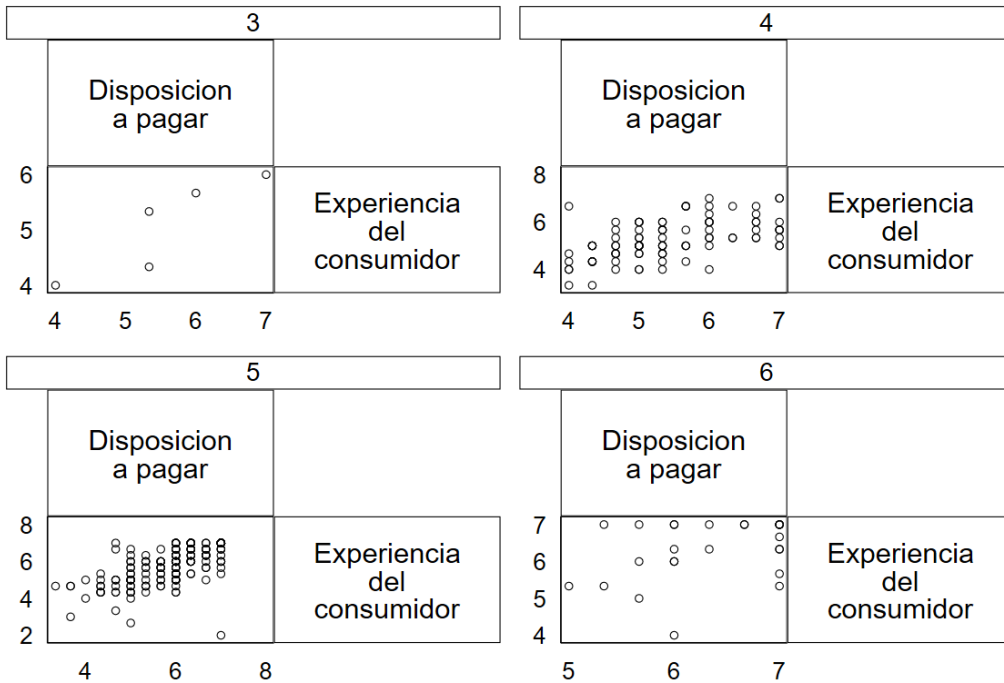 3
Disposicion
a pagar
6
5
4
Experiencia
del
consumidor
4 5 6 7
4
Disposicion
a pagar
8
6
4
Experiencia
del
consumidor
4 5 6 7
5
Disposicion
a pagar
8
6
4
2
Experiencia
del
consumidor
4 6 8
6
Disposicion
a pagar
7
6
5
4
Experiencia
del
consumidor
5 6 7